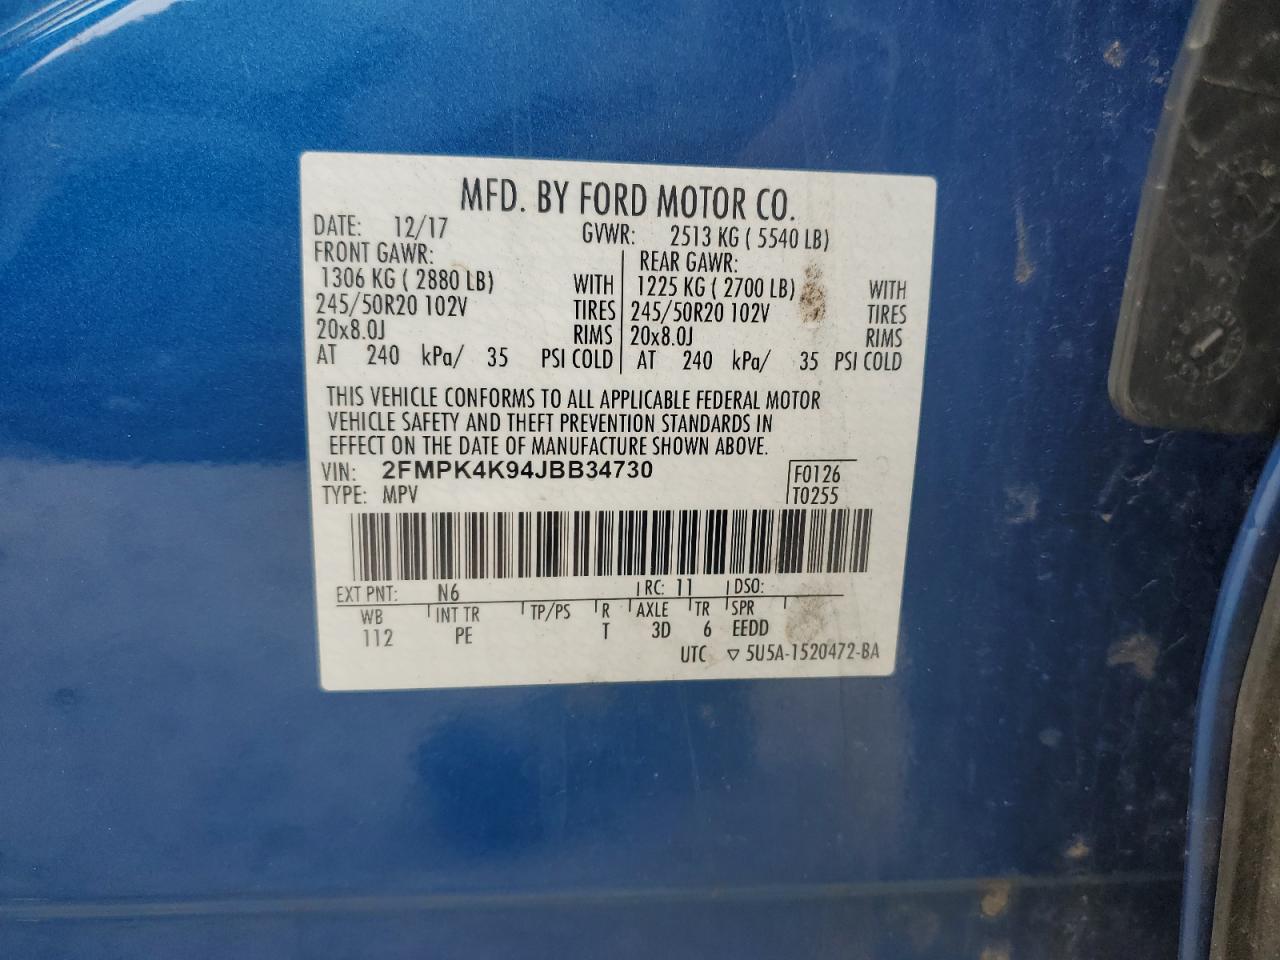 MFD. BY FORD MOTOR CO.
DATE: 12/17 GVWR: 2513 KG ( 5540 LB)
FRONT GAWR: REAR GAWR:
1306 KG ( 2880 LB) WITH 1225 KG ( 2700 LB) WITH
245/50R20 102V TIRES 245/50R20 102V TIRES
20x8.0J RIMS 20x8.0J RIMS
AT 240 kPa/ 35 PSI COLD AT 240 kPa/ 35 PSI COLD
THIS VEHICLE CONFORMS TO ALL APPLICABLE FEDERAL MOTOR
VEHICLE SAFETY AND THEFT PREVENTION STANDARDS IN
EFFECT ON THE DATE OF MANUFACTURE SHOWN ABOVE.
VIN: 2FMPK4K94JBB34730 F0126
TYPE: MPV T0255
EXT PNT: N6 RC: 11 DSO:
WB INT TR TP/PS R AXLE TR SPR
112 PE T 3D 6 EEDD
UTC ▽ 5U5A-1520472-BA